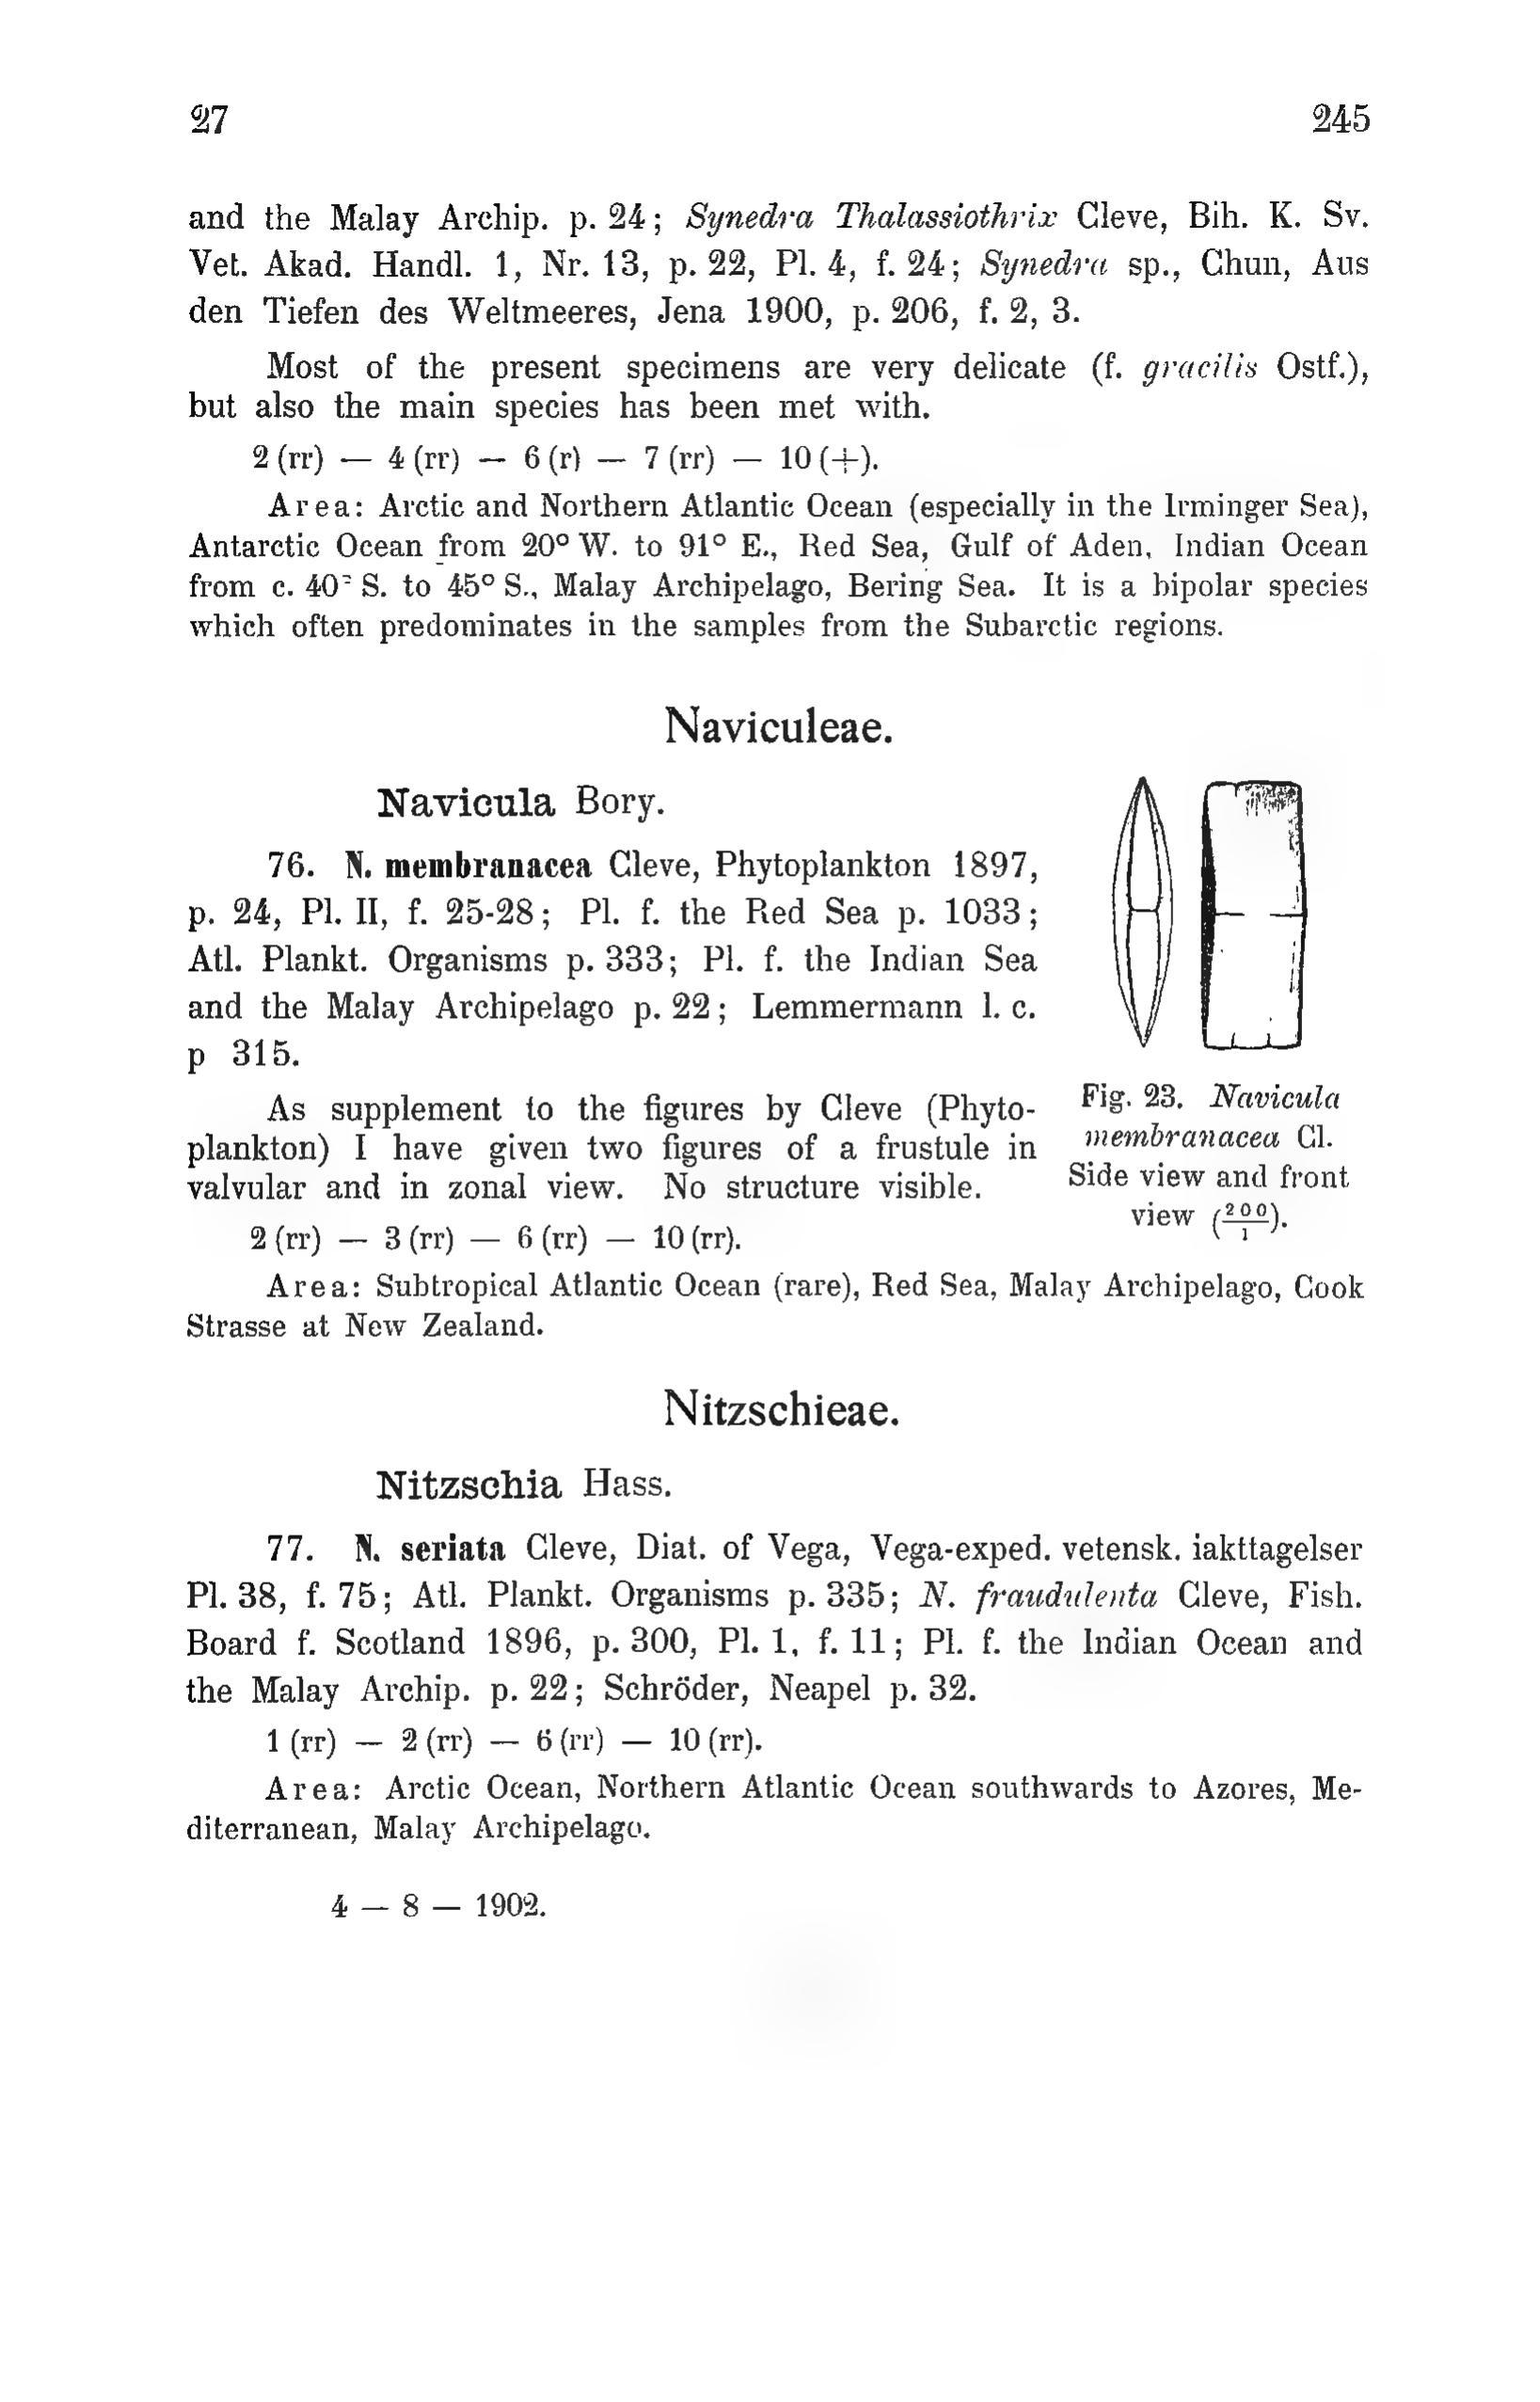 27 245
and the Malay Archip. p. 24; Synedra Thalassiothrix Cleve, Bih. K. Sv.
Vet. Akad. Handl. 1, Nr. 13, p. 22, Pl. 4, f. 24; Synedra sp., Chun, Aus
den Tiefen des Weltmeeres, Jena 1900, p. 206, f. 2, 3.
Most of the present specimens are very delicate (f. gracilis Ostf.),
but also the main species has been met with.
2 (rr) — 4 (rr) — 6 (r) — 7 (rr) — 10 (+).
Area: Arctic and Northern Atlantic Ocean (especially in the Irminger Sea),
Antarctic Ocean from 20° W. to 91° E., Red Sea, Gulf of Aden, Indian Ocean
from c. 40° S. to 45° S., Malay Archipelago, Bering Sea. It is a bipolar species
which often predominates in the samples from the Subarctic regions.
Naviculeae.
Navicula Bory.
76. N. membranacea Cleve, Phytoplankton 1897,
p. 24, Pl. II, f. 25-28; Pl. f. the Red Sea p. 1033;
Atl. Plankt. Organisms p. 333; Pl. f. the Indian Sea
and the Malay Archipelago p. 22; Lemmermann l. c.
p 315.
As supplement to the figures by Cleve (Phyto-
plankton) I have given two figures of a frustule in
valvular and in zonal view. No structure visible.
2 (rr) — 3 (rr) — 6 (rr) — 10 (rr).
Fig. 23. Navicula
membranacea Cl.
Side view and front
view (200/1).
Area: Subtropical Atlantic Ocean (rare), Red Sea, Malay Archipelago, Cook
Strasse at New Zealand.
Nitzschieae.
Nitzschia Hass.
77. N. seriata Cleve, Diat. of Vega, Vega-exped. vetensk. iakttagelser
Pl. 38, f. 75; Atl. Plankt. Organisms p. 335; N. fraudulenta Cleve, Fish.
Board f. Scotland 1896, p. 300, Pl. 1, f. 11; Pl. f. the Indian Ocean and
the Malay Archip. p. 22; Schröder, Neapel p. 32.
1 (rr) — 2 (rr) — 6 (rr) — 10 (rr).
Area: Arctic Ocean, Northern Atlantic Ocean southwards to Azores, Me-
diterranean, Malay Archipelago.
4 — 8 — 1902.